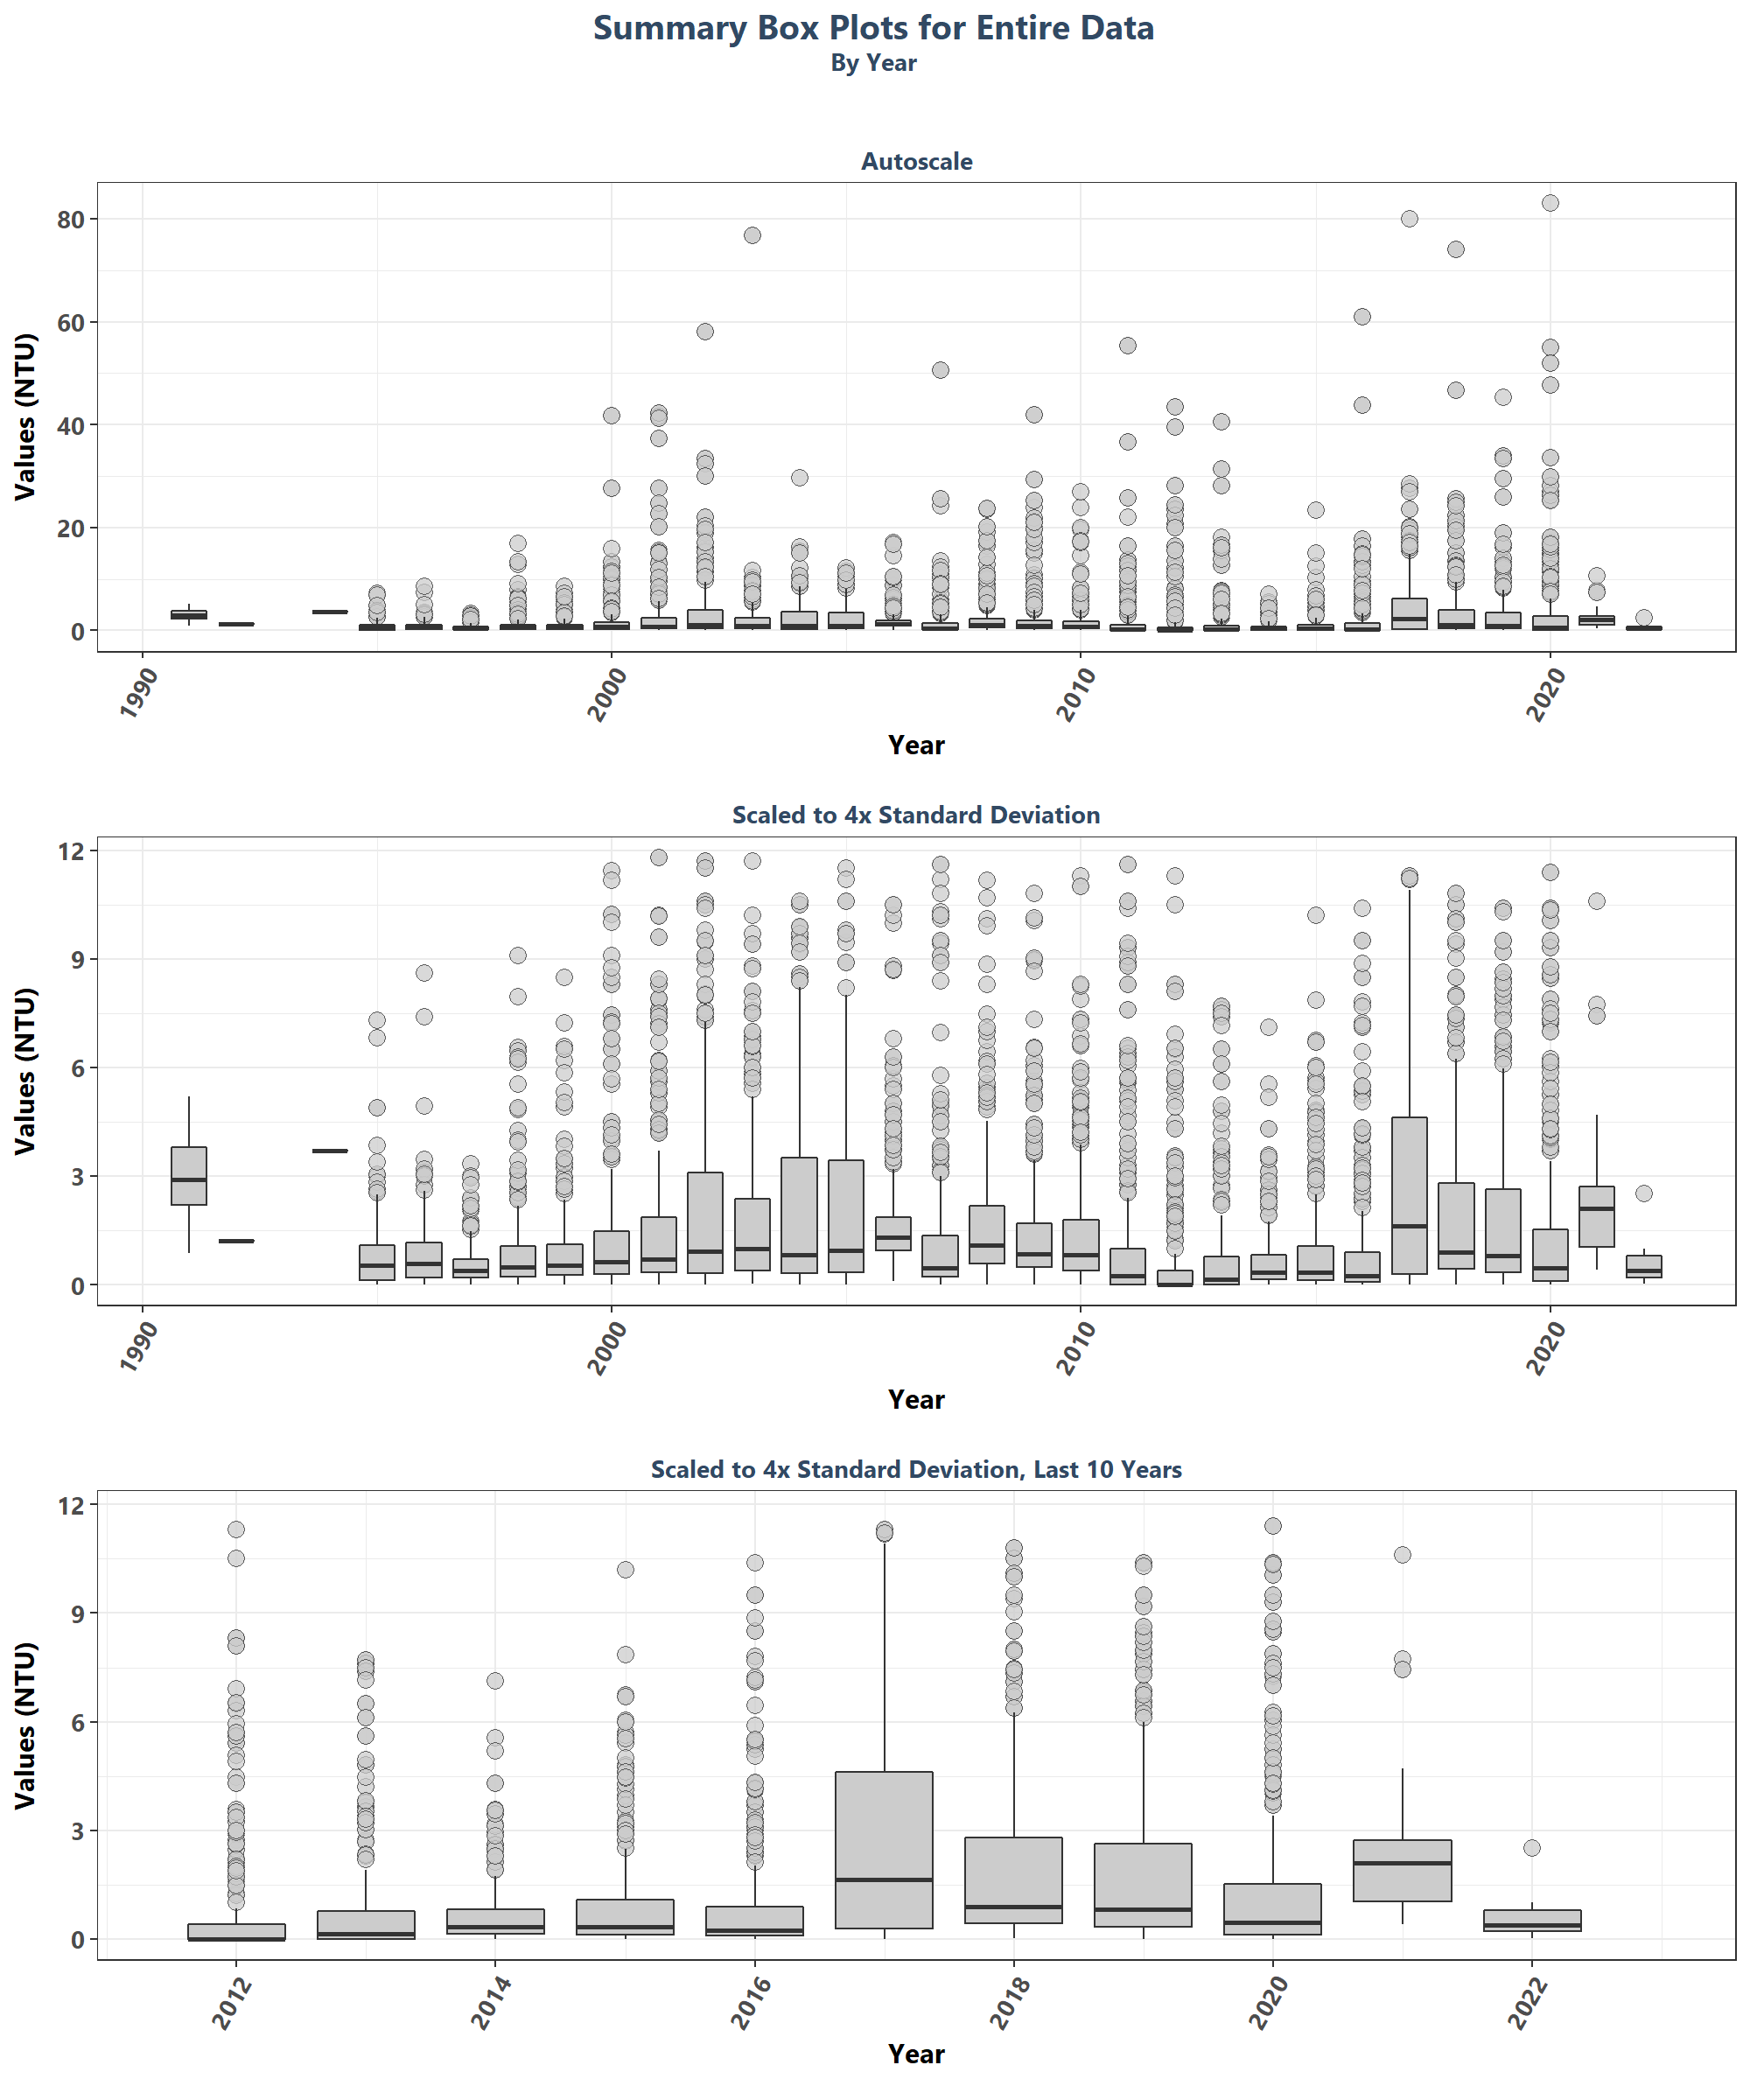 Summary Box Plots for Entire Data
By Year
Autoscale
Values (NTU)
80
60
40
20
0
1990 2000 2010 2020
Year
Scaled to 4x Standard Deviation
Values (NTU)
12
9
6
3
0
1990 2000 2010 2020
Year
Scaled to 4x Standard Deviation, Last 10 Years
Values (NTU)
12
9
6
3
0
2012 2014 2016 2018 2020 2022
Year